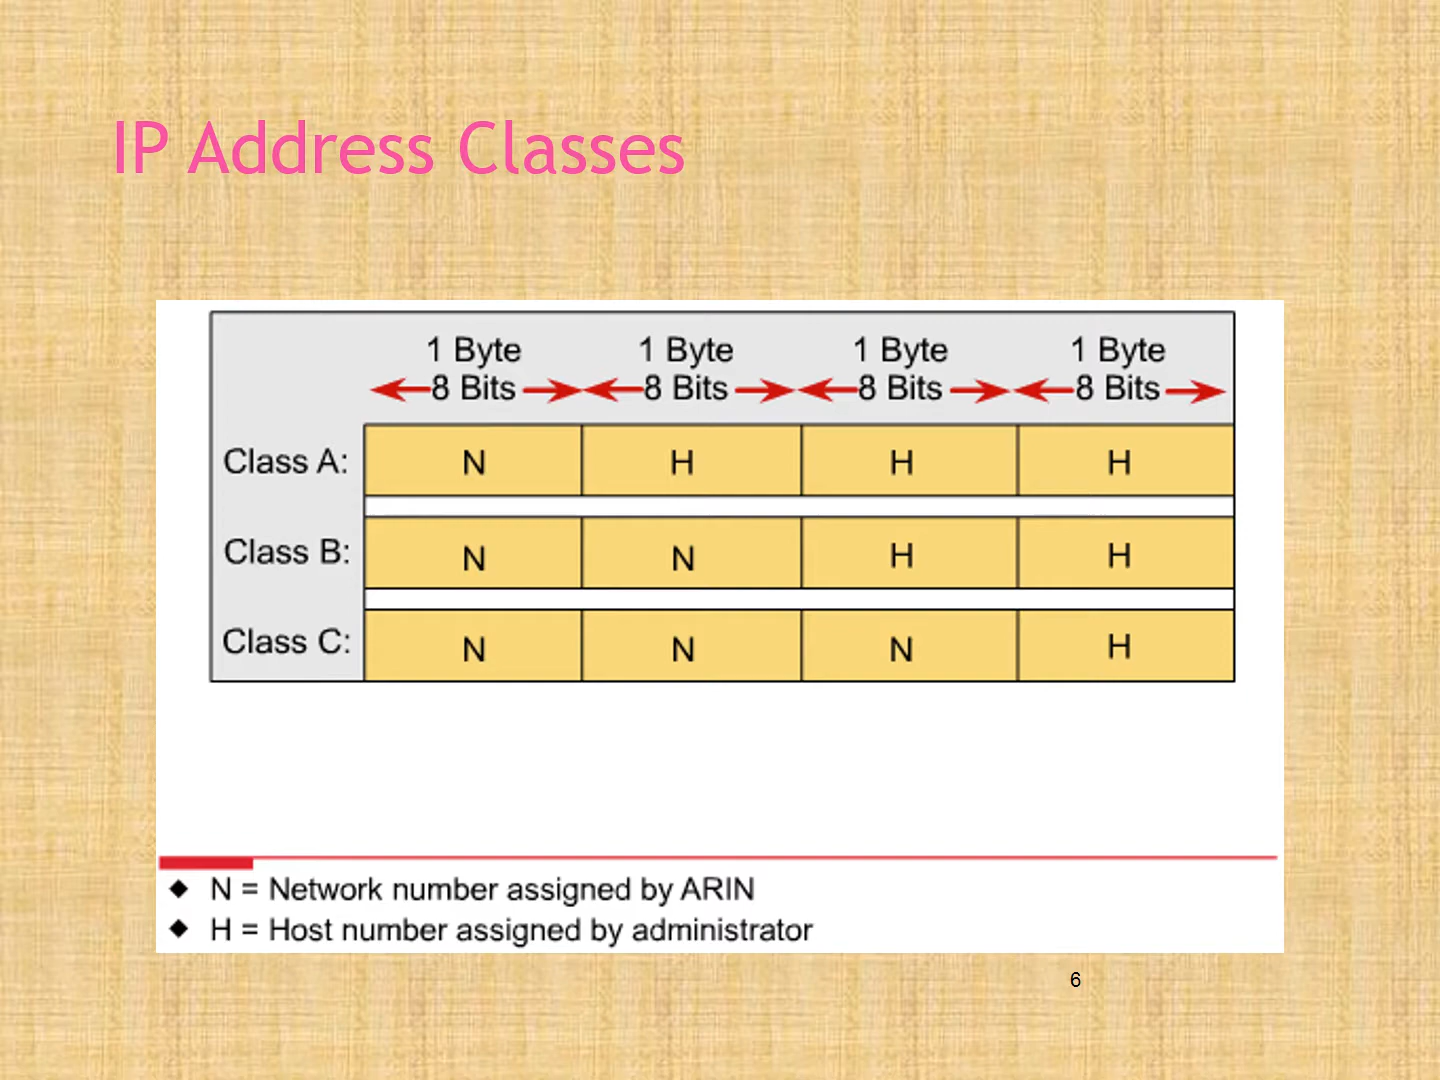 IP Address Classes
1 Byte 1 Byte 1 Byte 1 Byte
8 Bits 8 Bits 8 Bits 8 Bits
Class A: N H H H
Class B: N N H H
Class C: N N N H
◆ N = Network number assigned by ARIN
◆ H = Host number assigned by administrator
6